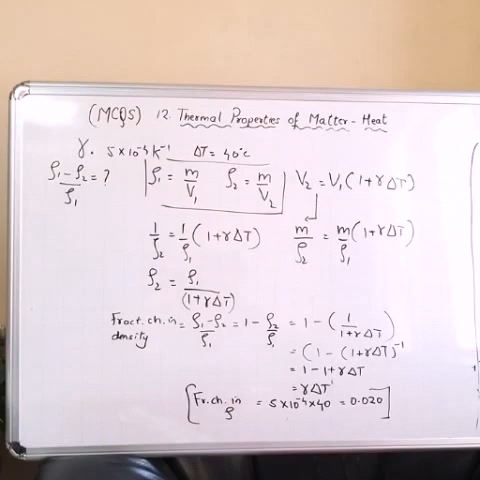 (MCQS) 12. Thermal Properties of Matter - Heat
γ. 5×10⁻⁴ k⁻¹ ΔT = 40°C
ρ₁-ρ₂/ρ₁ = ? ρ₁ = m/V₁ ρ₂ = m/V₂ V₂ = V₁(1+γΔT)
1/ρ₂ = 1/ρ₁ (1+γΔT) m/ρ₂ = m/ρ₁ (1+γΔT)
ρ₂ = ρ₁/(1+γΔT)
Fract. ch. in density = ρ₁-ρ₂/ρ₁ = 1 - ρ₂/ρ₁ = 1 - (1/1+γΔT)
= (1 - (1+γΔT)⁻¹
= 1 - 1 + γΔT
= γΔT
[Fr. ch. in ρ = 5×10⁻⁴×40 = 0.020]